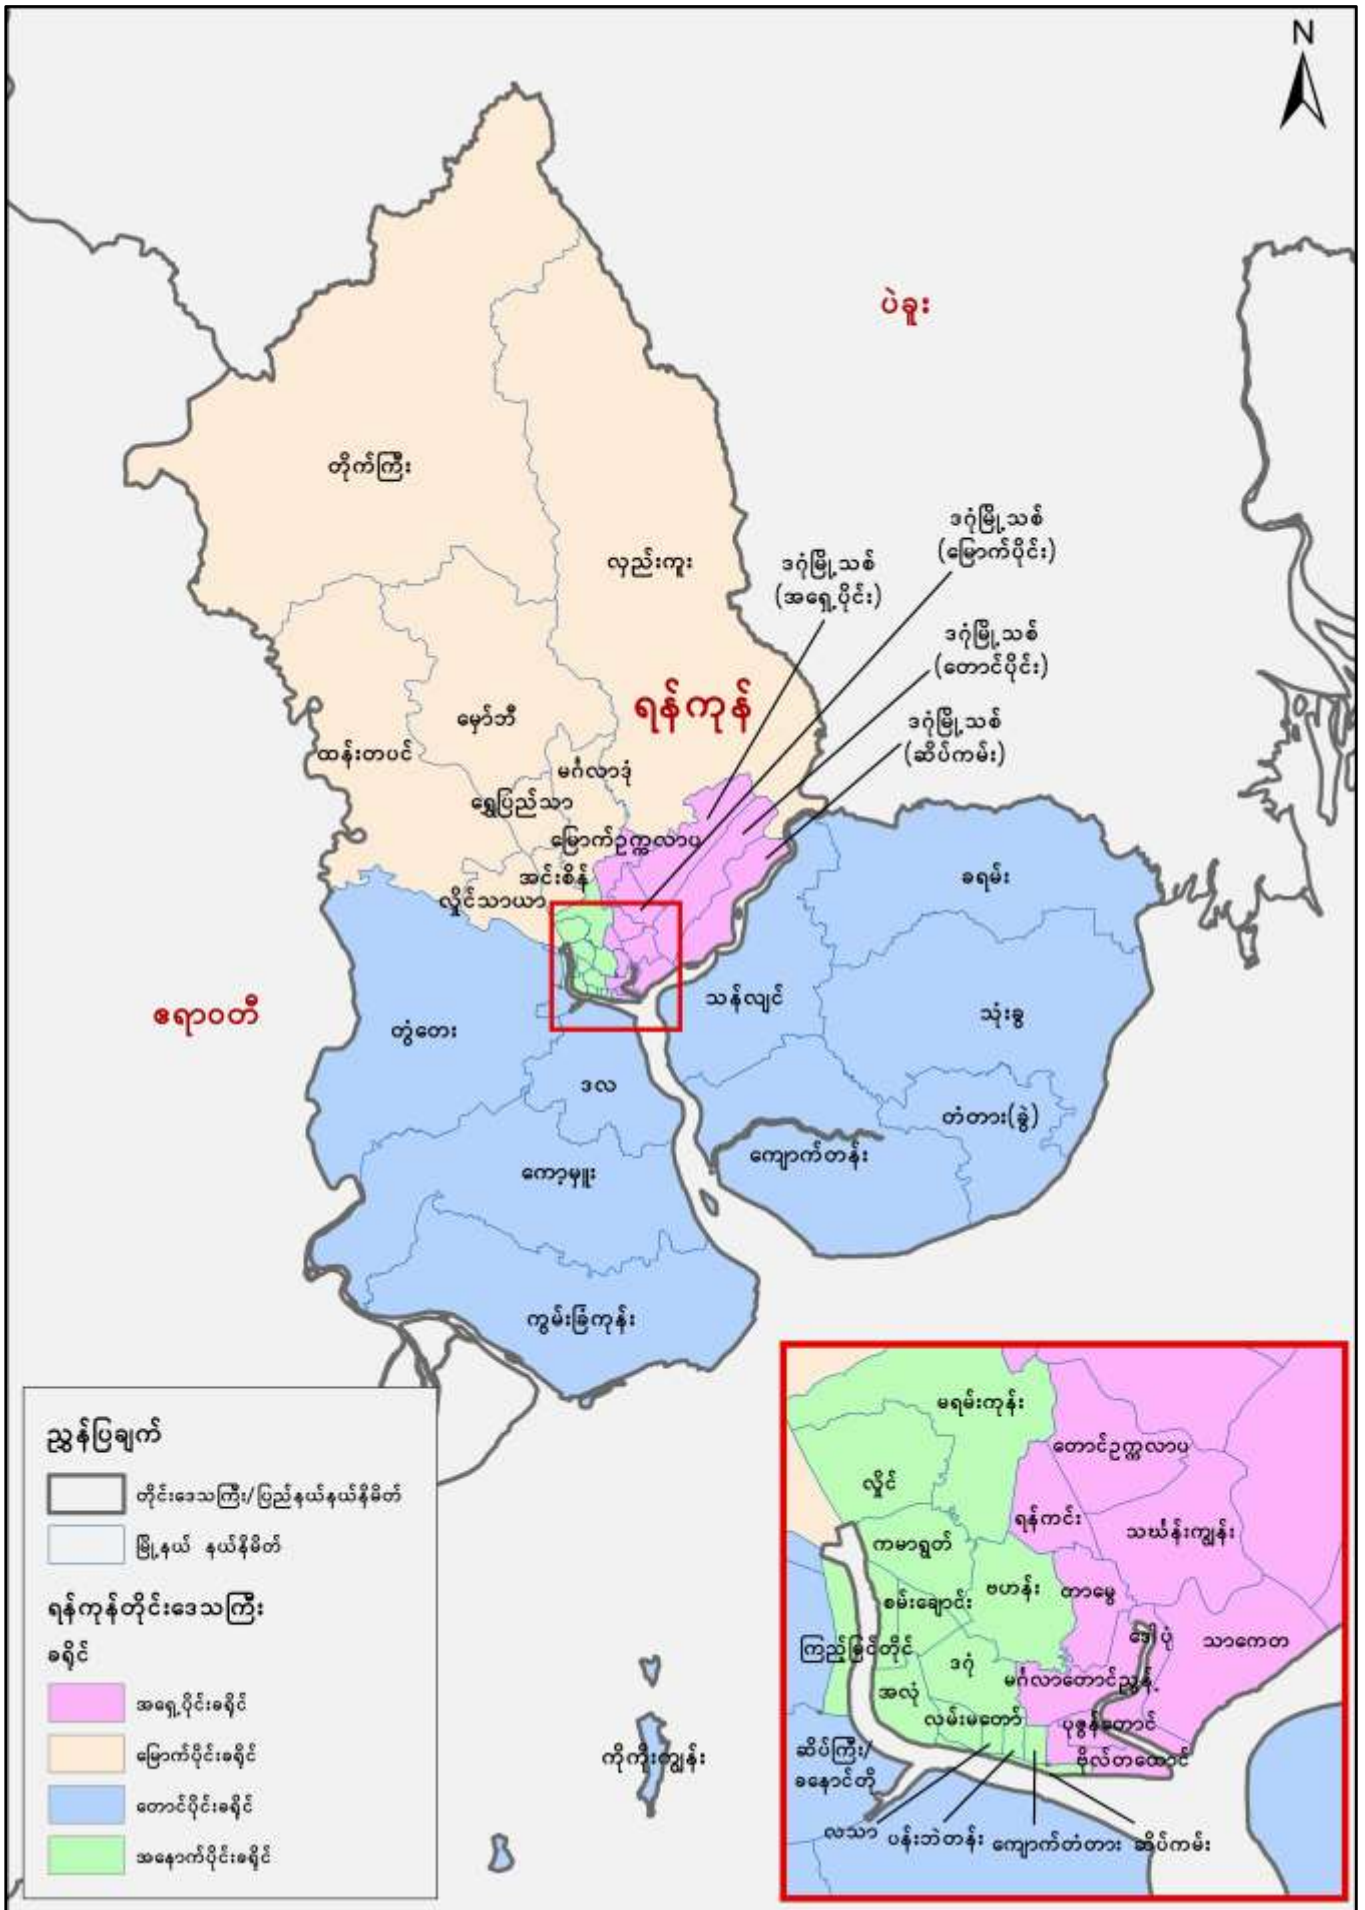 N
ပဲခူး
တိုက်ကြီး
လှည်းကူး
ဒဂုံမြို့သစ်
(မြောက်ပိုင်း)
ဒဂုံမြို့သစ်
(အရှေ့ပိုင်း)
ဒဂုံမြို့သစ်
(တောင်ပိုင်း)
ရန်ကုန်
ဒဂုံမြို့သစ်
(ဆိပ်ကမ်း)
မှော်ဘီ
ထန်းတပင်
မင်္ဂလာဒုံ
ရွှေပြည်သာ
မြောက်ဥက္ကလာပ
အင်းစိန်
လှိုင်သာယာ
ခရမ်း
သန်လျင်
သုံးခွ
ဧရာဝတီ
တွံတေး
ဒလ
တံတား(ခွဲ)
ကျောက်တန်း
ကော့မှူး
ကွမ်းခြံကုန်း
ကိုကိုးကျွန်း
ညွှန်ပြချက်
တိုင်းဒေသကြီး/ပြည်နယ်နယ်နိမိတ်
မြို့နယ် နယ်နိမိတ်
ရန်ကုန်တိုင်းဒေသကြီး
ခရိုင်
အရှေ့ပိုင်းခရိုင်
မြောက်ပိုင်းခရိုင်
တောင်ပိုင်းခရိုင်
အနောက်ပိုင်းခရိုင်
မရမ်းကုန်း
တောင်ဥက္ကလာပ
လှိုင်
ရန်ကင်း
သင်္ဃန်းကျွန်း
ကမာရွတ်
ဗဟန်း
တာမွေ
စမ်းချောင်း
ကြည့်မြင်တိုင်
ဒေါပုံ
သာကေတ
ဒဂုံ
မင်္ဂလာတောင်ညွန့်
အလုံ
လမ်းမတော်
ပုဇွန်တောင်
ဗိုလ်တထောင်
ဆိပ်ကြီး/
ခနောင်တို
လသာ
ပန်းဘဲတန်း
ကျောက်တံတား
ဆိပ်ကမ်း